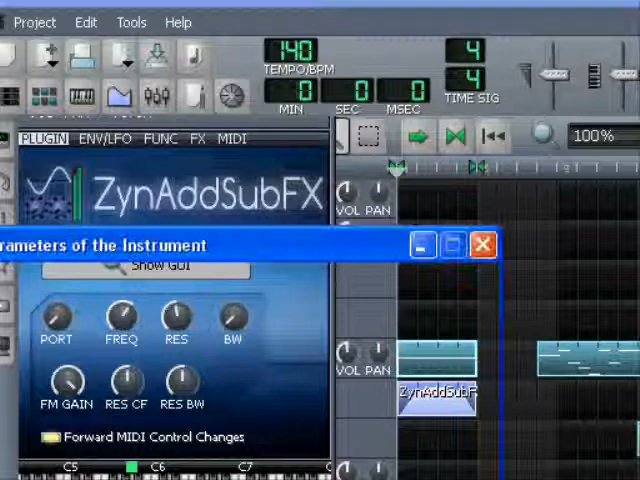 Project Edit Tools Help
140
TEMPO/BPM
0 0 0
MIN SEC MSEC
4
4
TIME SIG
100%
PLUGIN ENV/LFO FUNC FX MIDI
ZynAddSubFX
VOL PAN
rameters of the Instrument
Show GUI
PORT FREQ RES BW
VOL PAN
ZynAddSubF
FM GAIN RES CF RES BW
Forward MIDI Control Changes
C5 C6 C7